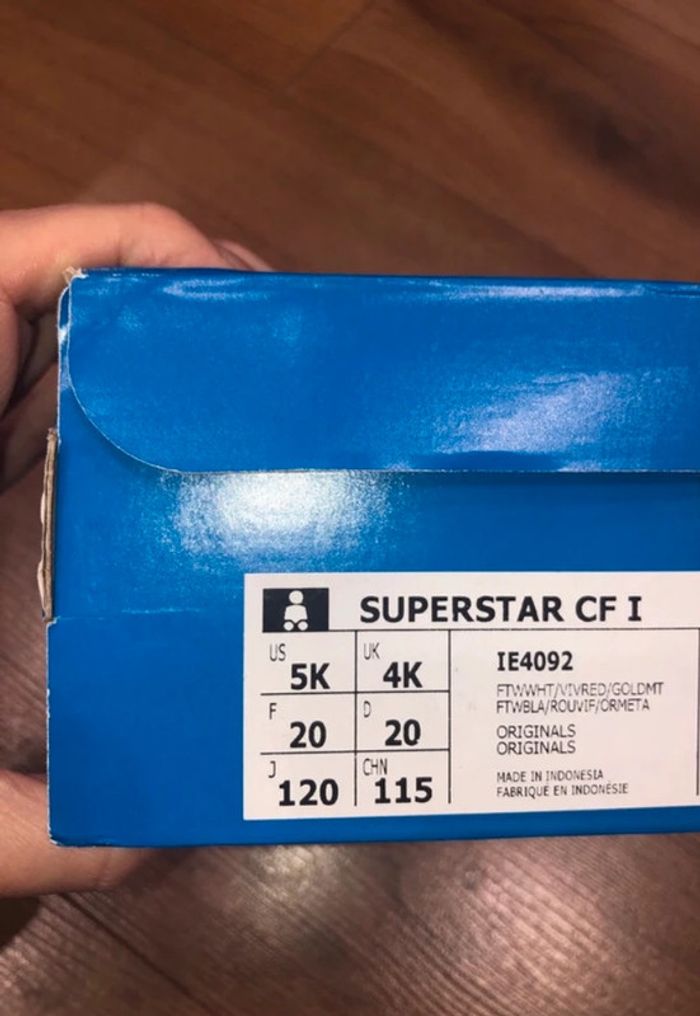 SUPERSTAR CF I
US 5K UK 4K
F 20 D 20
J 120 CHN 115
IE4092
FTWWHT/VIVRED/GOLDMT
FTWBLA/ROUVIF/ORMETA
ORIGINALS
ORIGINALS
MADE IN INDONESIA
FABRIQUÉ EN INDONÉSIE